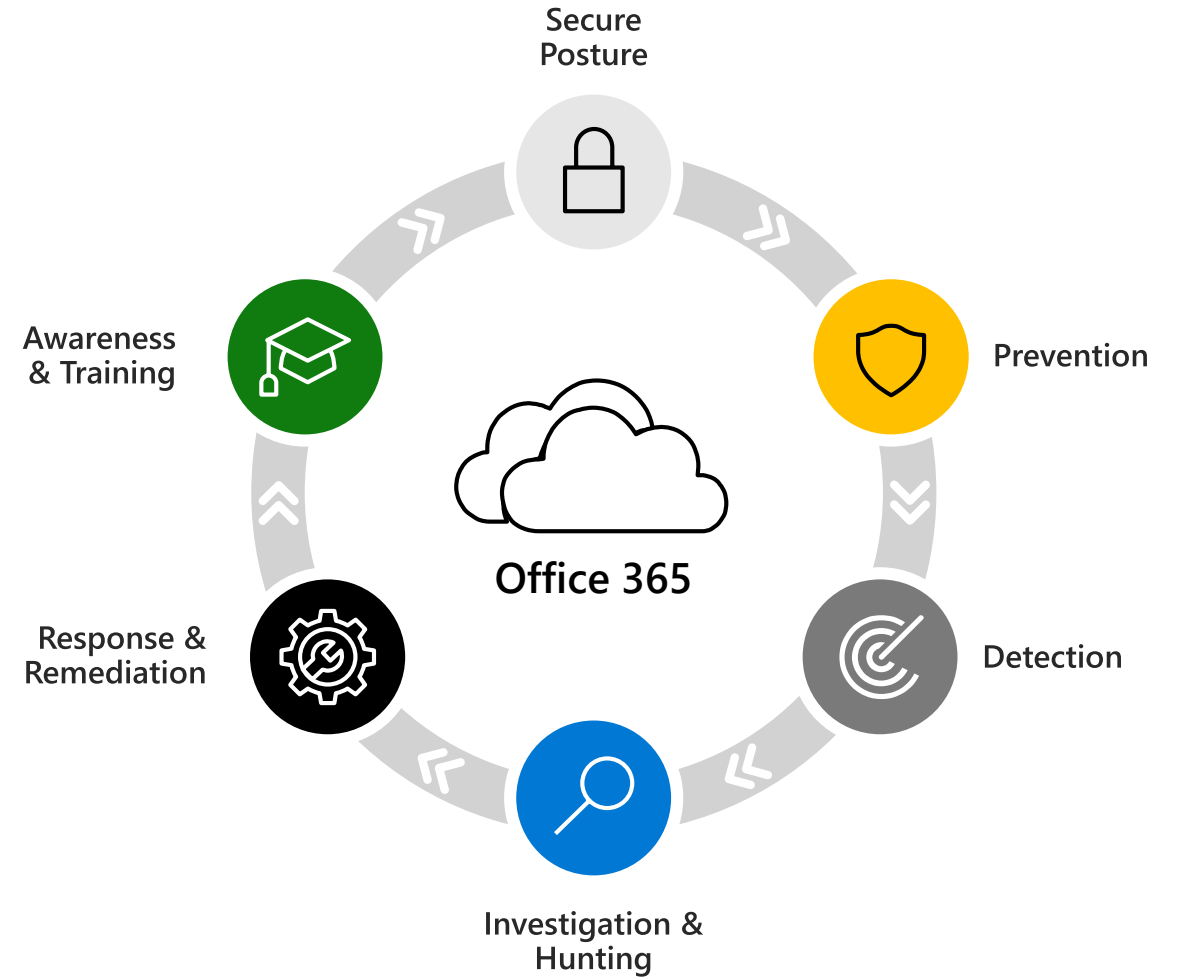 Secure
Posture
Prevention
Detection
Investigation &
Hunting
Response &
Remediation
Awareness
& Training
Office 365